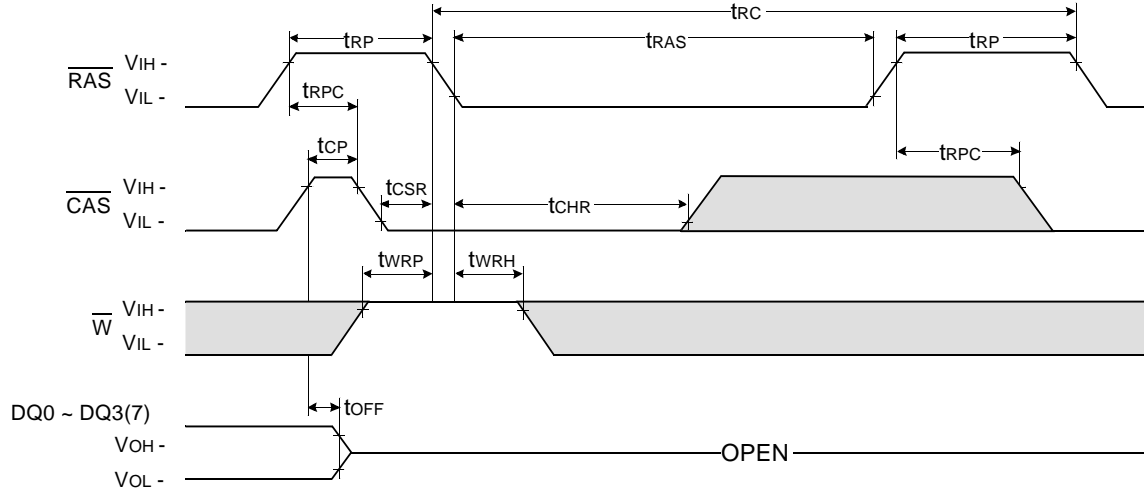 tRC
tRP
tRAS
tRP
RAS
VIH -
VIL -
tRPC
tRPC
tCP
CAS
VIH -
VIL -
tCSR
tCHR
tWRP
tWRH
W
VIH -
VIL -
DQ0 ~ DQ3(7)
tOFF
VOH -
VOL -
OPEN